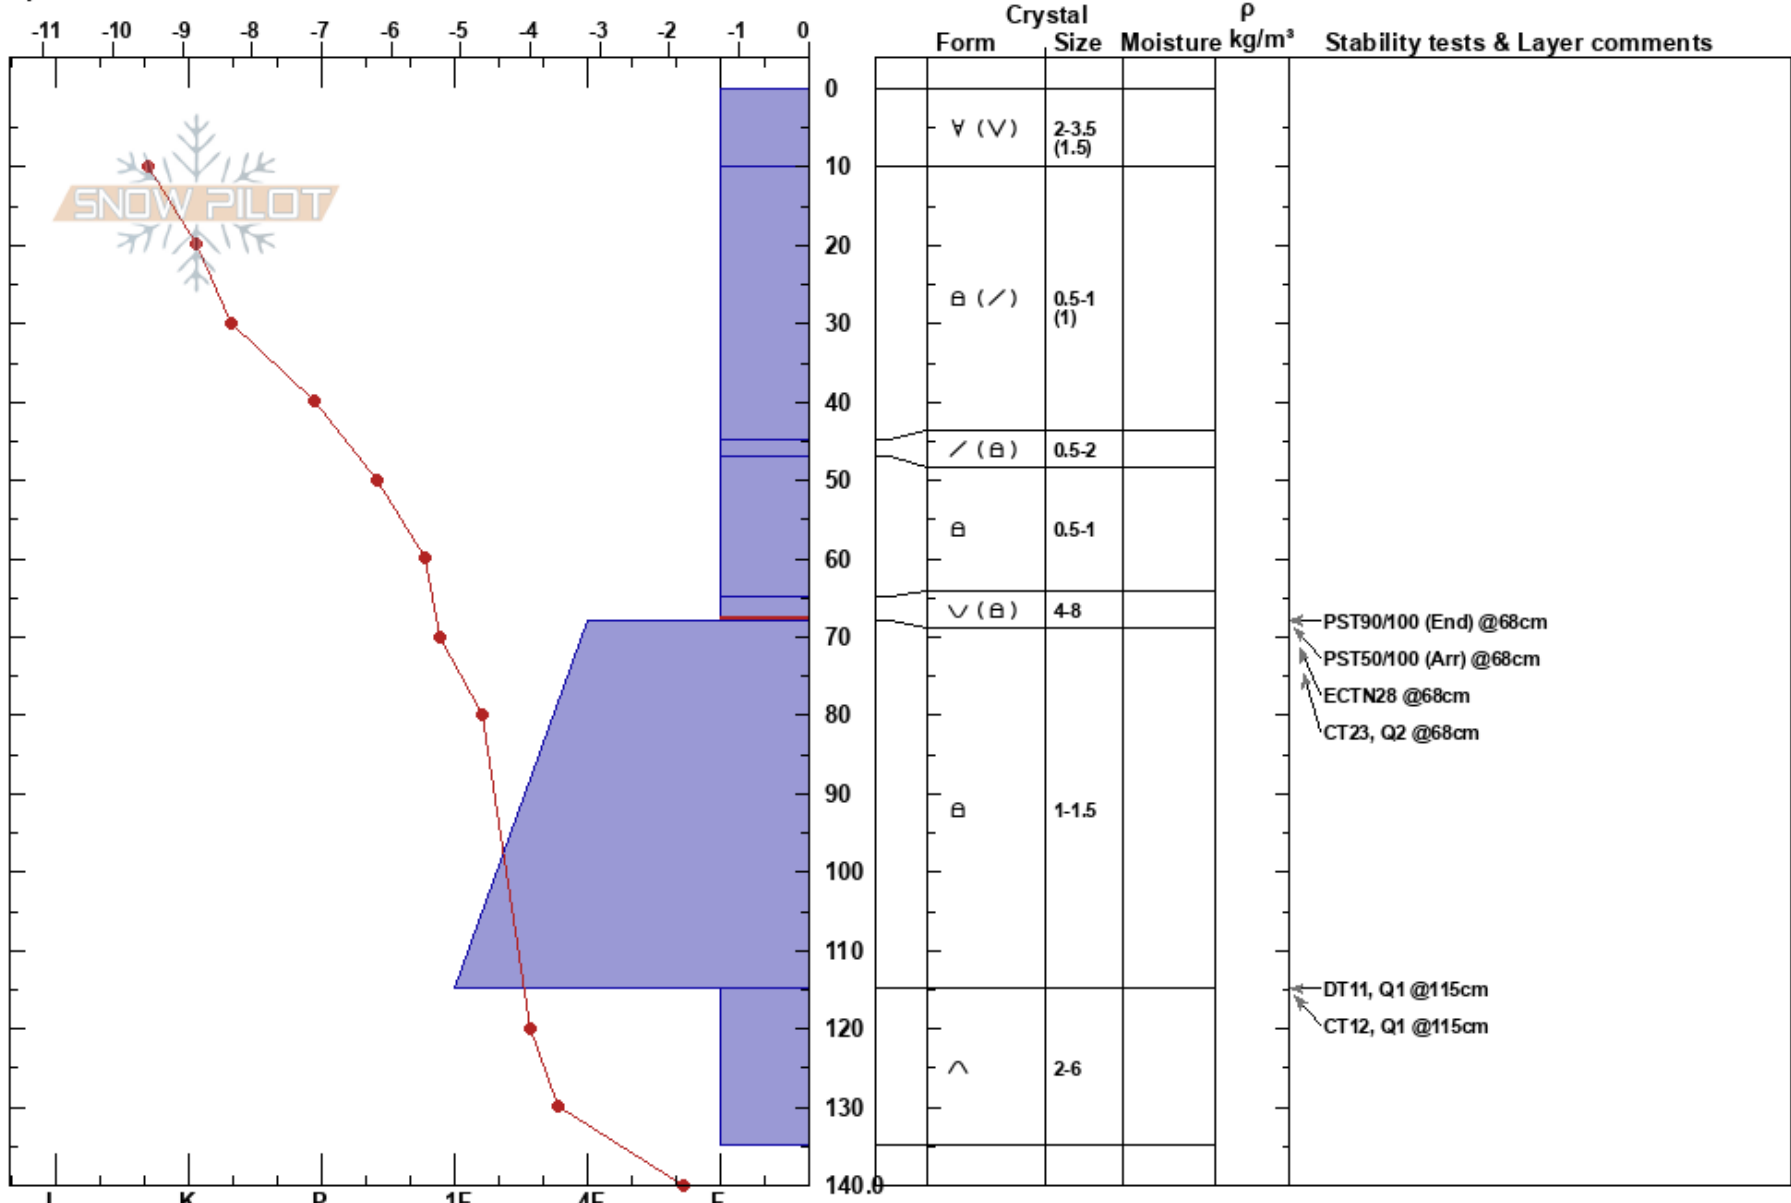 -11 -10 -9 -8 -7 -6 -5 -4 -3 -2 -1 0
Crystal
ρ
Form Size Moisture kg/m³ Stability tests & Layer comments
SNOW PILOT
0
10
20
30
40
50
60
70
80
90
100
110
120
130
140.0
2-3.5
(1.5)
0.5-1
(1)
0.5-2
0.5-1
4-8
1-1.5
2-6
PST90/100 (End) @68cm
PST50/100 (Arr) @68cm
ECTN28 @68cm
CT23, Q2 @68cm
DT11, Q1 @115cm
CT12, Q1 @115cm
I K P 1F 4F F